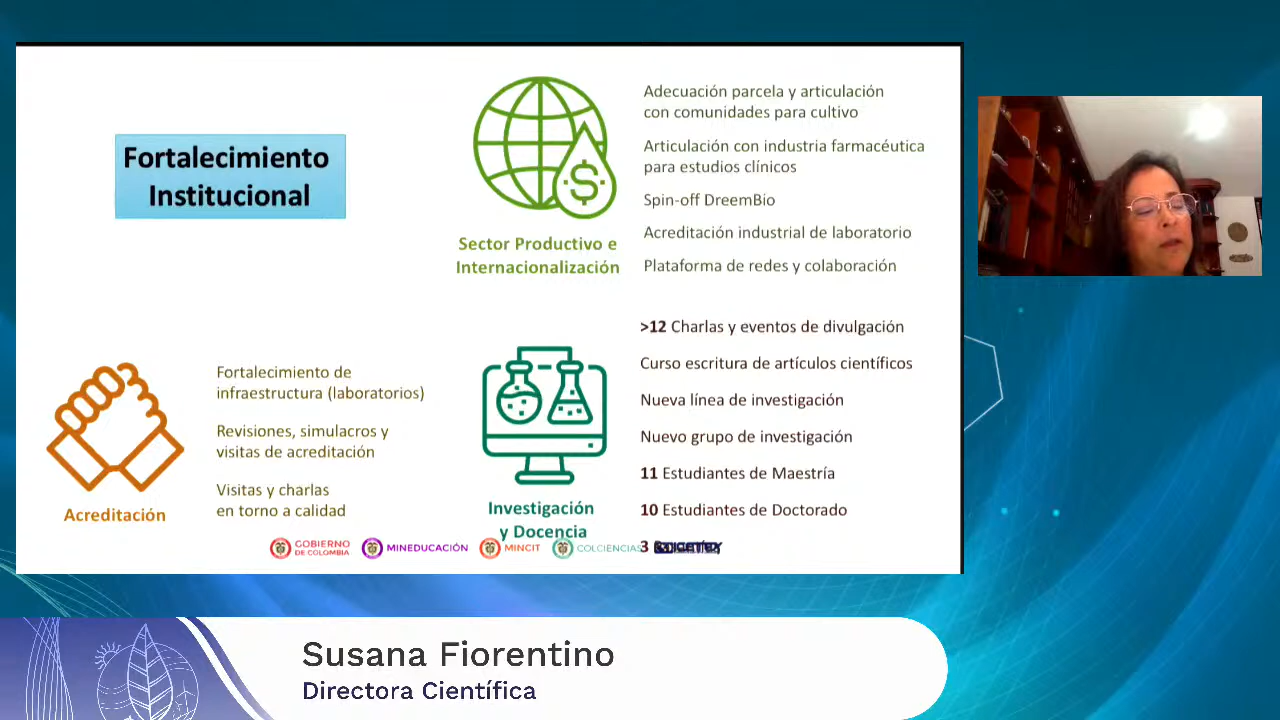 Fortalecimiento
Institucional
Sector Productivo e
Internacionalización
Adecuación parcela y articulación
con comunidades para cultivo
Articulación con industria farmacéutica
para estudios clínicos
Spin-off DreemBio
Acreditación industrial de laboratorio
Plataforma de redes y colaboración
Acreditación
Fortalecimiento de
infraestructura (laboratorios)
Revisiones, simulacros y
visitas de acreditación
Visitas y charlas
en torno a calidad
Investigación
y Docencia
>12 Charlas y eventos de divulgación
Curso escritura de artículos científicos
Nueva línea de investigación
Nuevo grupo de investigación
11 Estudiantes de Maestría
10 Estudiantes de Doctorado
3
GOBIERNO
DE COLOMBIA
MINEDUCACIÓN
MINCIT
COLCIENCIAS
Susana Fiorentino
Directora Científica